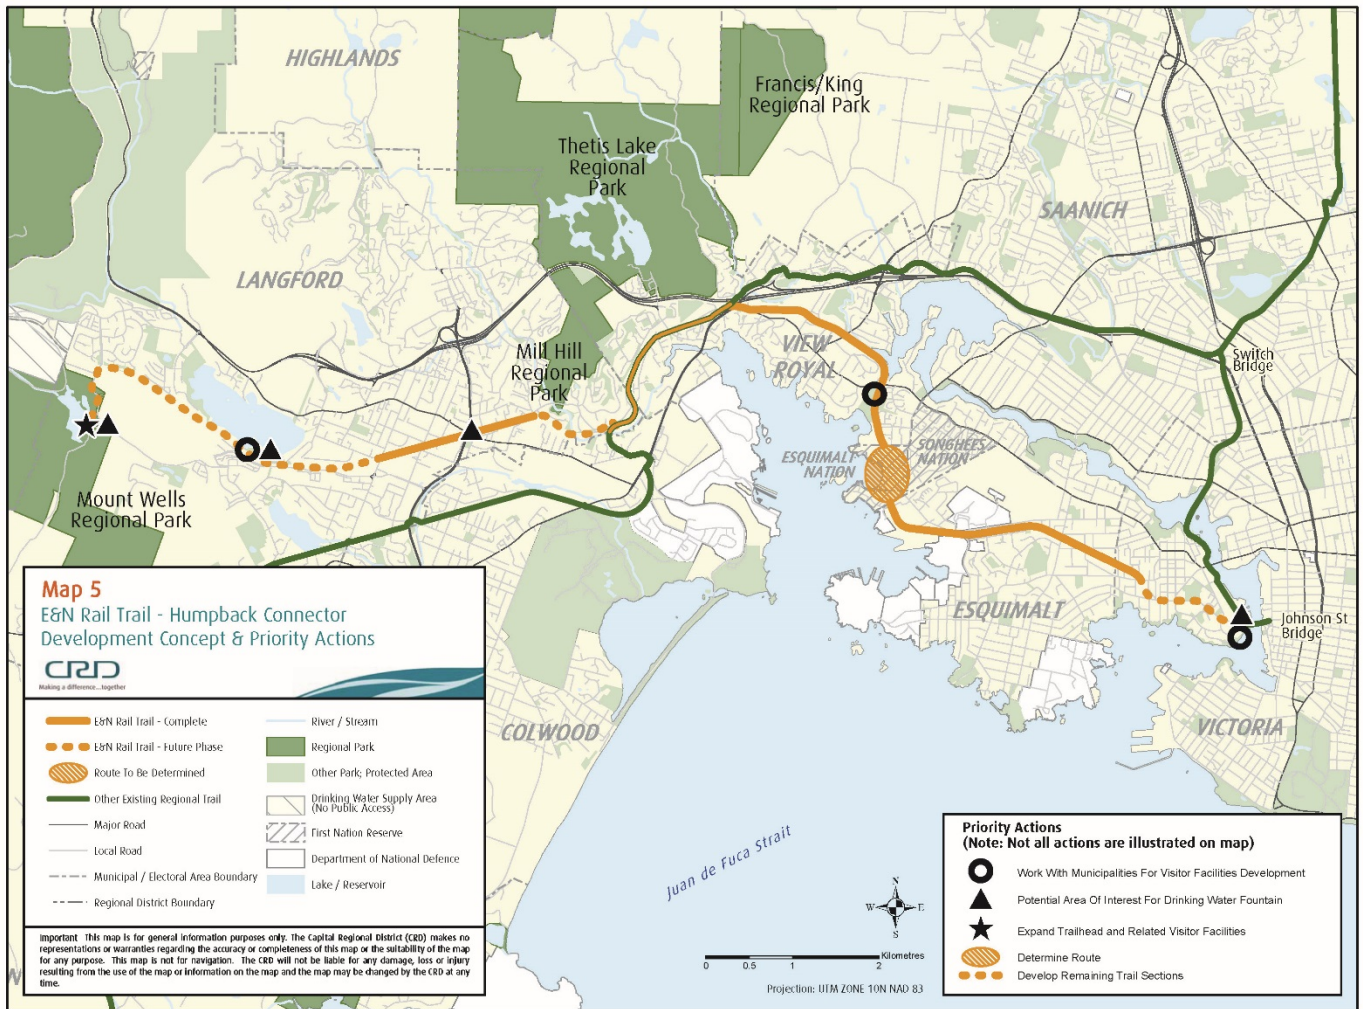 HIGHLANDS
Francis/King
Regional Park
Thetis Lake
Regional
Park
SAANICH
LANGFORD
Mill Hill
Regional
Park
VIEW
ROYAL
Switch
Bridge
SONGHEES
NATION
ESQUIMALT
NATION
Mount Wells
Regional Park
ESQUIMALT
Johnson St
Bridge
COLWOOD
VICTORIA
Juan de Fuca Strait
Map 5
E&N Rail Trail - Humpback Connector
Development Concept & Priority Actions
CRD
Making a difference...together
E&N Rail Trail - Complete
E&N Rail Trail - Future Phase
Route To Be Determined
Other Existing Regional Trail
Major Road
Local Road
Municipal / Electoral Area Boundary
Regional District Boundary
River / Stream
Regional Park
Other Park; Protected Area
Drinking Water Supply Area
(No Public Access)
First Nation Reserve
Department of National Defence
Lake / Reservoir
Important This map is for general information purposes only. The Capital Regional District (CRD) makes no
representations or warranties regarding the accuracy or completeness of this map or the suitability of the map
for any purpose. This map is not for navigation. The CRD will not be liable for any damage, loss or injury
resulting from the use of the map or information on the map and the map may be changed by the CRD at any
time.
N
W E
S
0 0.5 1 2 Kilometres
Projection: UTM ZONE 10N NAD 83
Priority Actions
(Note: Not all actions are illustrated on map)
Work With Municipalities For Visitor Facilities Development
Potential Area Of Interest For Drinking Water Fountain
Expand Trailhead and Related Visitor Facilities
Determine Route
Develop Remaining Trail Sections